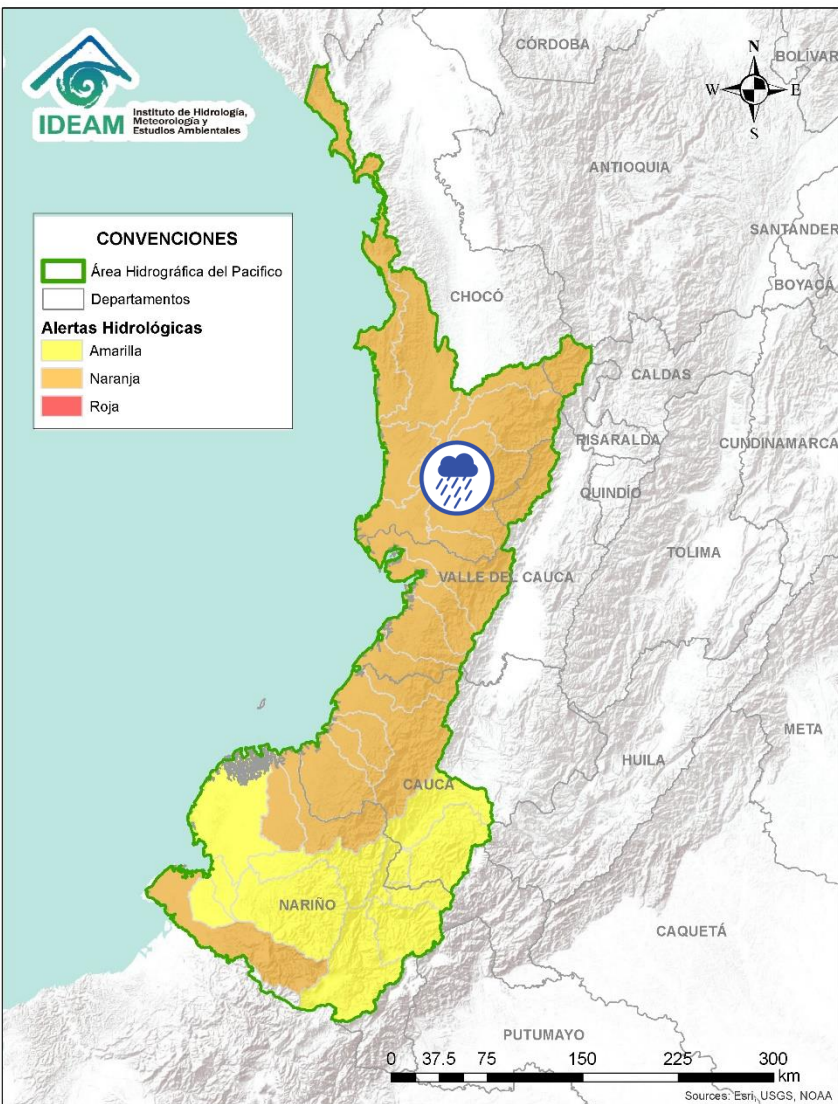 CÓRDOBA
BOLÍVAR
N
W
E
S
IDEAM
Instituto de Hidrología,
Meteorología y
Estudios Ambientales
ANTIOQUIA
SANTANDER
BOYACÁ
CONVENCIONES
Área Hidrográfica del Pacifico
Departamentos
Alertas Hidrológicas
Amarilla
Naranja
Roja
CHOCÓ
CALDAS
RISARALDA
CUNDINAMARCA
QUINDÍO
TOLIMA
VALLE DEL CAUCA
META
HUILA
CAUCA
NARIÑO
CAQUETÁ
PUTUMAYO
0 37.5 75 150 225 300
km
Sources: Esri, USGS, NOAA